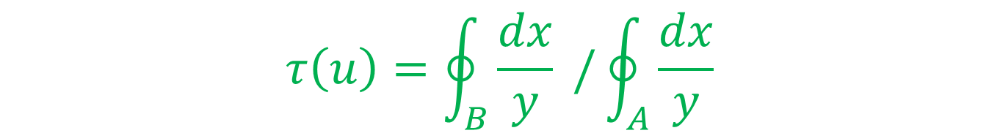 τ(u) = ∮_B dx/y / ∮_A dx/y